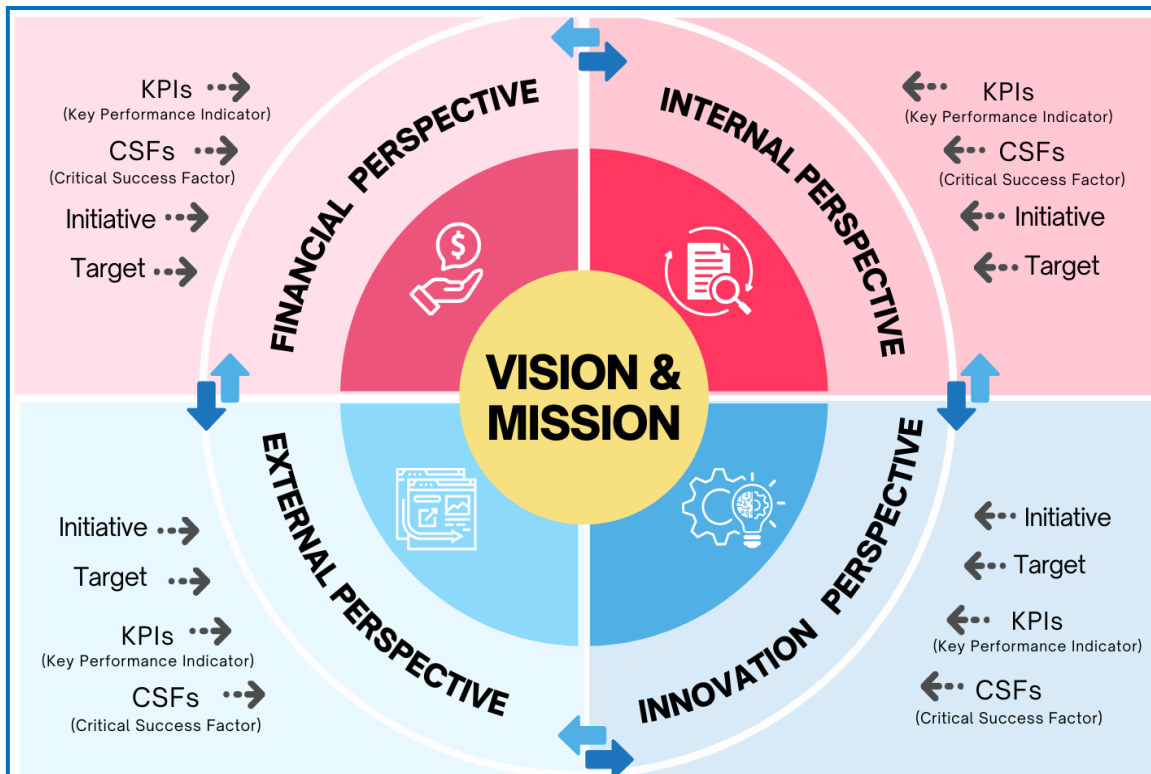 KPIs
(Key Performance Indicator)
CSFs
(Critical Success Factor)
Initiative
Target
FINANCIAL PERSPECTIVE
$
INTERNAL PERSPECTIVE
KPIs
(Key Performance Indicator)
CSFs
(Critical Success Factor)
Initiative
Target
VISION &
MISSION
Initiative
Target
KPIs
(Key Performance Indicator)
CSFs
(Critical Success Factor)
EXTERNAL PERSPECTIVE
INNOVATION PERSPECTIVE
Initiative
Target
KPIs
(Key Performance Indicator)
CSFs
(Critical Success Factor)